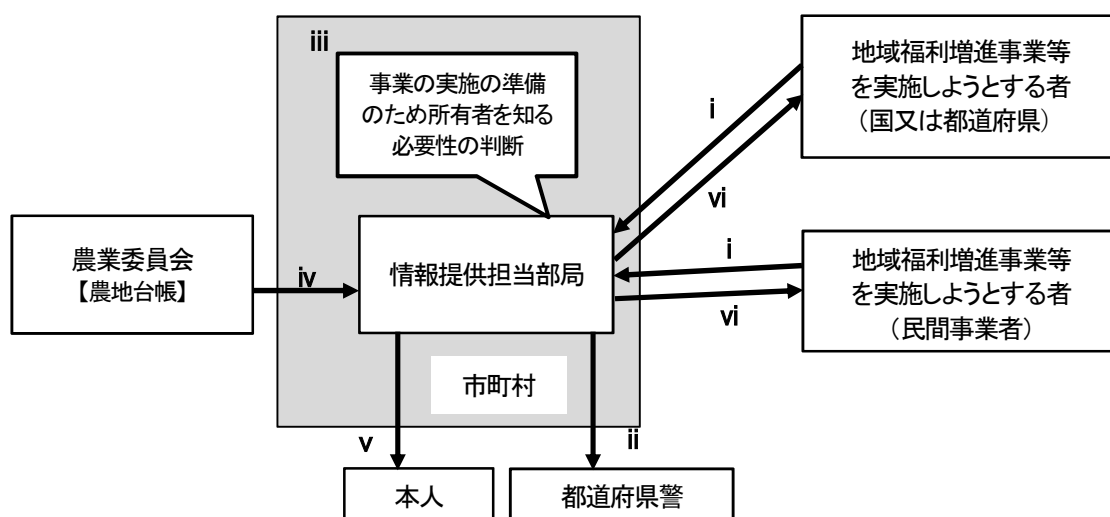 iii
事業の実施の準備
のため所有者を知る
必要性の判断
地域福利増進事業等
を実施しようとする者
（国又は都道府県）
i
vi
農業委員会
【農地台帳】
iv
情報提供担当部局
i
vi
地域福利増進事業等
を実施しようとする者
（民間事業者）
市町村
v
ii
本人
都道府県警